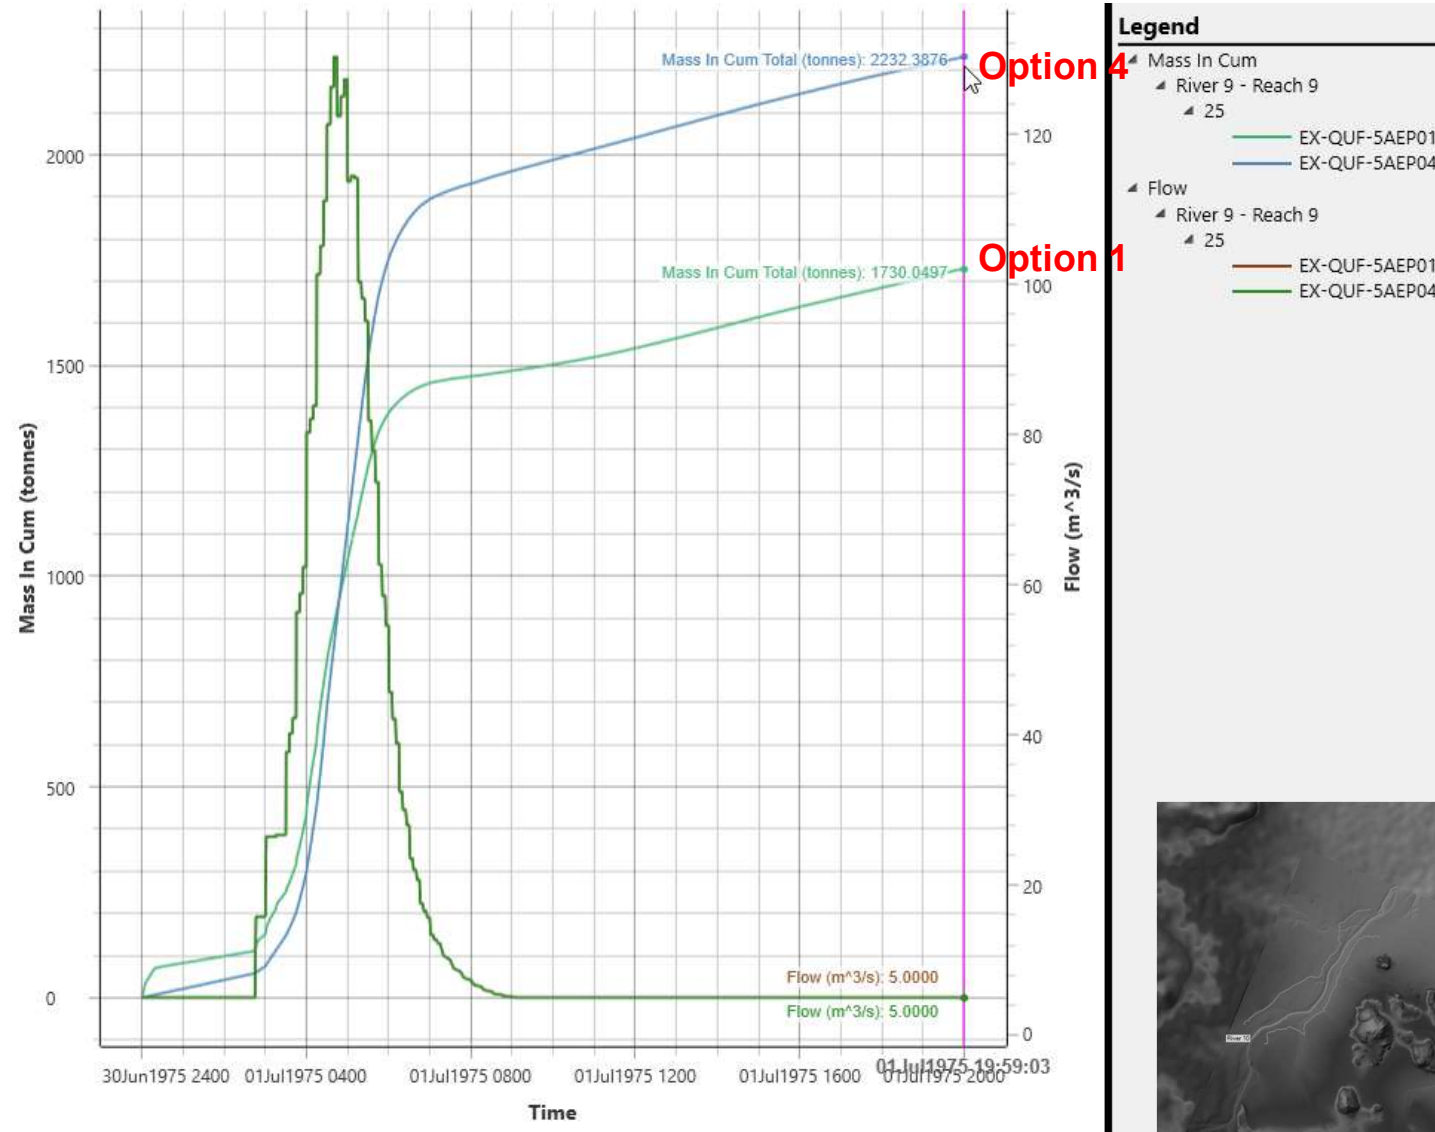 Mass In Cum Total (tonnes): 2232.3876
Option 4
Mass In Cum Total (tonnes): 1730.0497
Option 1
2000
1500
1000
500
0
Mass In Cum (tonnes)
120
100
80
60
40
20
0
Flow (m^3/s)
Flow (m^3/s): 5.0000
Flow (m^3/s): 5.0000
30Jun1975 2400
01Jul1975 0400
01Jul1975 0800
01Jul1975 1200
01Jul1975 1600
01Jul1975 2000
01Jul1975 19:59:03
Time
Legend
Mass In Cum
River 9 - Reach 9
25
EX-QUF-5AEP01
EX-QUF-5AEP04
Flow
River 9 - Reach 9
25
EX-QUF-5AEP01
EX-QUF-5AEP04